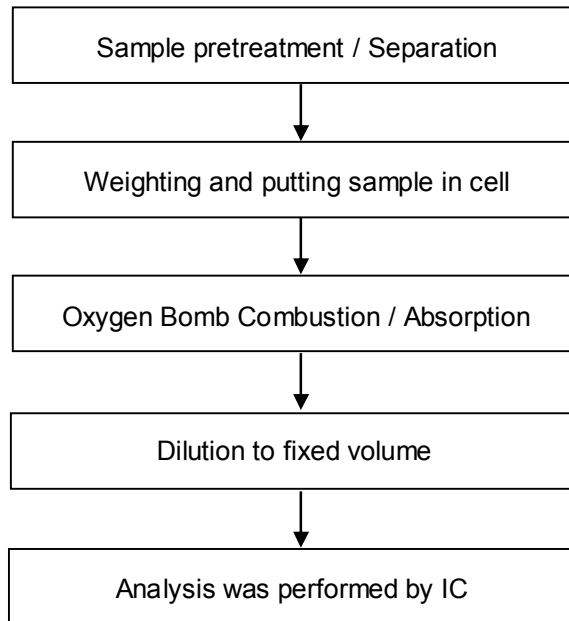 Sample pretreatment / Separation
Weighting and putting sample in cell
Oxygen Bomb Combustion / Absorption
Dilution to fixed volume
Analysis was performed by IC